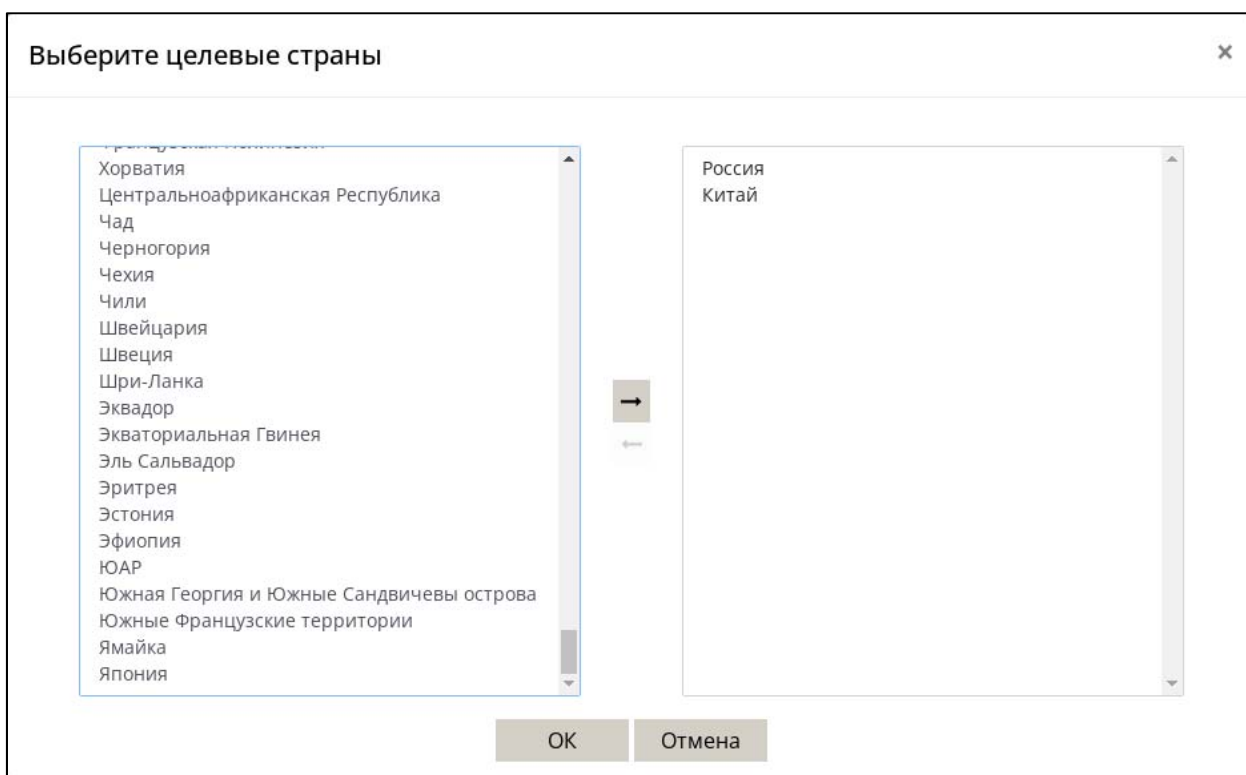 Выберите целевые страны
×
Хорватия
Центральноафриканская Республика
Чад
Черногория
Чехия
Чили
Швейцария
Швеция
Шри-Ланка
Эквадор
Экваториальная Гвинея
Эль Сальвадор
Эритрея
Эстония
Эфиопия
ЮАР
Южная Георгия и Южные Сандвичевы острова
Южные Французские территории
Ямайка
Япония
Россия
Китай
ОК
Отмена